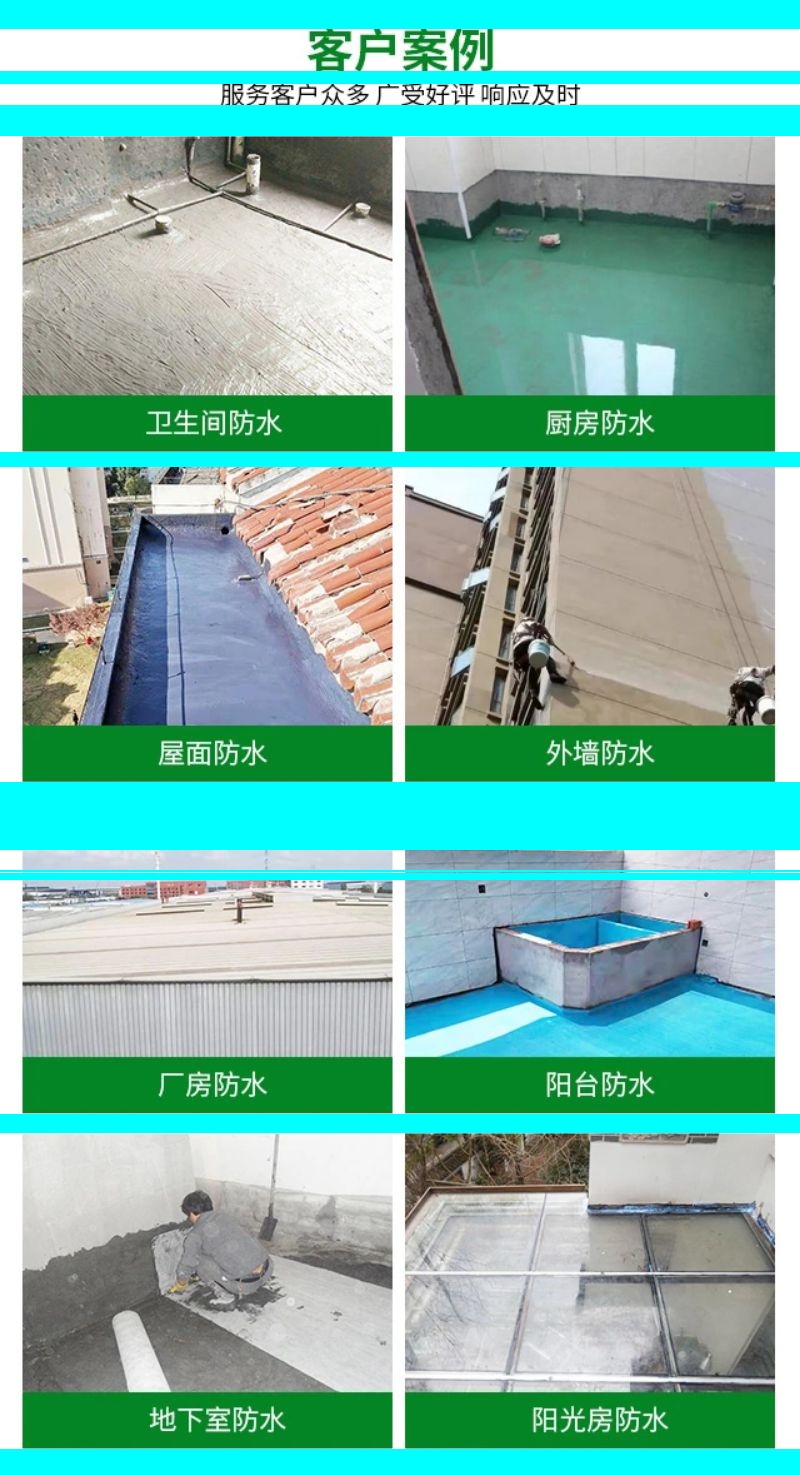 客户案例
服务客户众多 广受好评 响应及时
卫生间防水
厨房防水
屋面防水
外墙防水
厂房防水
阳台防水
地下室防水
阳光房防水